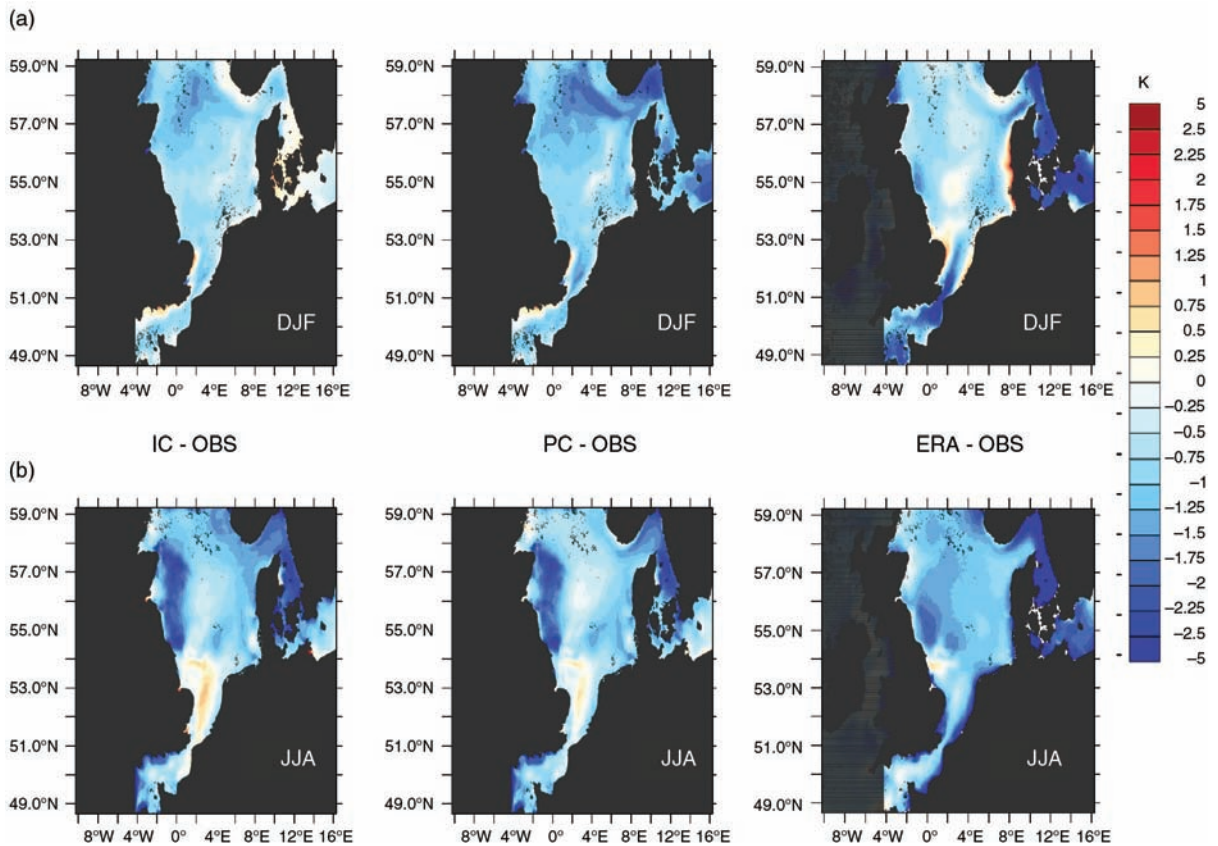 (a)
59.0°N
57.0°N
55.0°N
53.0°N
51.0°N
49.0°N
DJF
8°W 4°W 0° 4°E 8°E 12°E 16°E
59.0°N
57.0°N
55.0°N
53.0°N
51.0°N
49.0°N
DJF
8°W 4°W 0° 4°E 8°E 12°E 16°E
59.0°N
57.0°N
55.0°N
53.0°N
51.0°N
49.0°N
DJF
8°W 4°W 0° 4°E 8°E 12°E 16°E
K
5
2.5
2.25
2
1.75
1.5
1.25
1
0.75
0.5
0.25
0
−0.25
−0.5
−0.75
−1
−1.25
−1.5
−1.75
−2
−2.25
−2.5
−5
IC - OBS
PC - OBS
ERA - OBS
(b)
59.0°N
57.0°N
55.0°N
53.0°N
51.0°N
49.0°N
JJA
8°W 4°W 0° 4°E 8°E 12°E 16°E
59.0°N
57.0°N
55.0°N
53.0°N
51.0°N
49.0°N
JJA
8°W 4°W 0° 4°E 8°E 12°E 16°E
59.0°N
57.0°N
55.0°N
53.0°N
51.0°N
49.0°N
JJA
8°W 4°W 0° 4°E 8°E 12°E 16°E